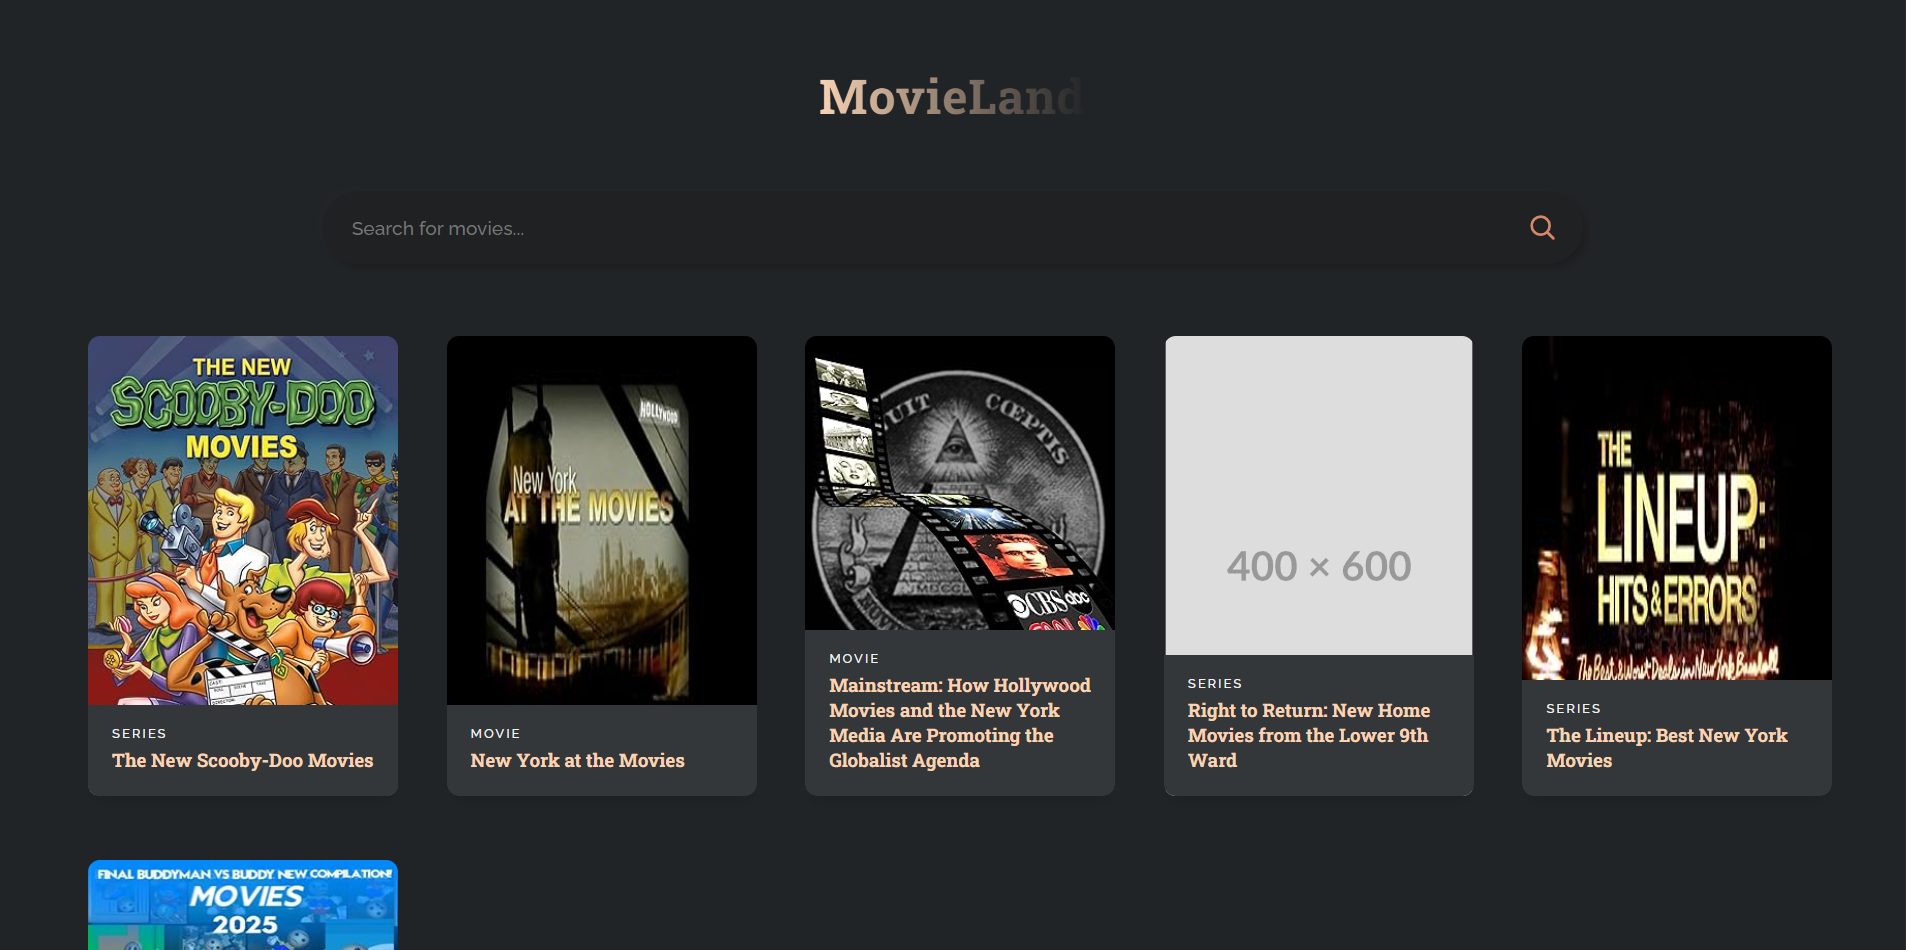 MovieLand
Search for movies...
THE NEW
SCOOBY-DOO
MOVIES
SERIES
The New Scooby-Doo Movies
HOLLYWOOD
New York
AT THE MOVIES
MOVIE
New York at the Movies
CŒPTIS
CBS abc
CNN
MOVIE
Mainstream: How Hollywood
Movies and the New York
Media Are Promoting the
Globalist Agenda
400 × 600
SERIES
Right to Return: New Home
Movies from the Lower 9th
Ward
THE
LINEUP:
HITS & ERRORS
The Best & Worst Deals in New York Baseball
SERIES
The Lineup: Best New York
Movies
FINAL BUDDYMAN VS BUDDY NEW COMPILATION!
MOVIES
2025